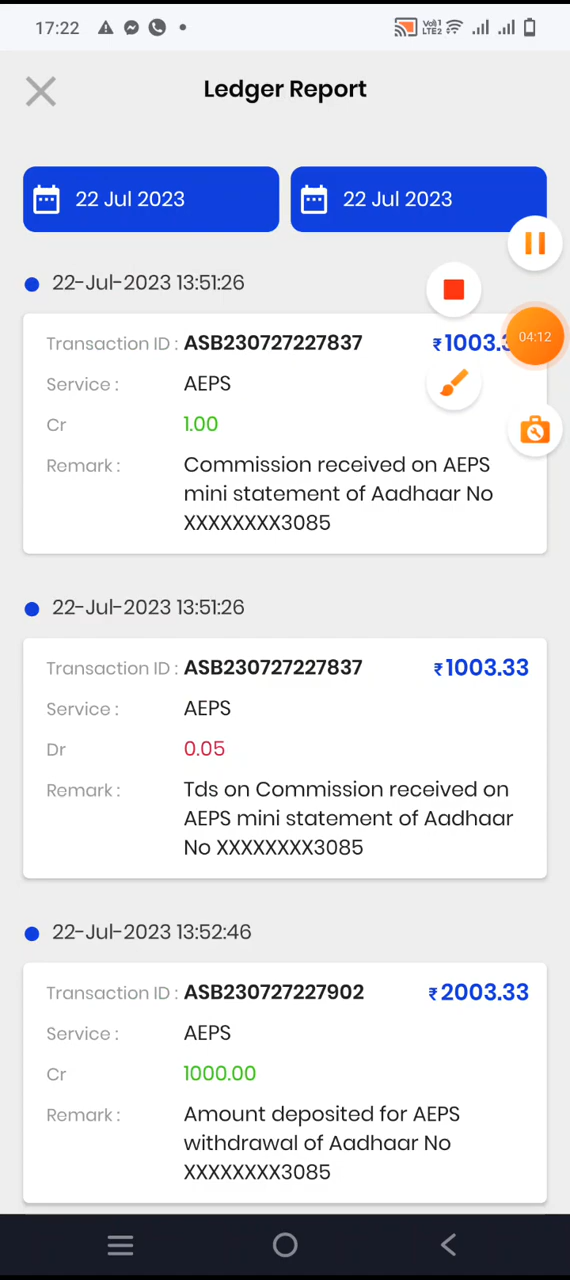 17:22 Vol) 1 LTE2
Ledger Report
22 Jul 2023 22 Jul 2023
22-Jul-2023 13:51:26
Transaction ID : ASB230727227837 ₹1003.3
04:12
Service : AEPS
Cr 1.00
Remark : Commission received on AEPS
mini statement of Aadhaar No
XXXXXXXX3085
22-Jul-2023 13:51:26
Transaction ID : ASB230727227837 ₹1003.33
Service : AEPS
Dr 0.05
Remark : Tds on Commission received on
AEPS mini statement of Aadhaar
No XXXXXXXX3085
22-Jul-2023 13:52:46
Transaction ID : ASB230727227902 ₹2003.33
Service : AEPS
Cr 1000.00
Remark : Amount deposited for AEPS
withdrawal of Aadhaar No
XXXXXXXX3085